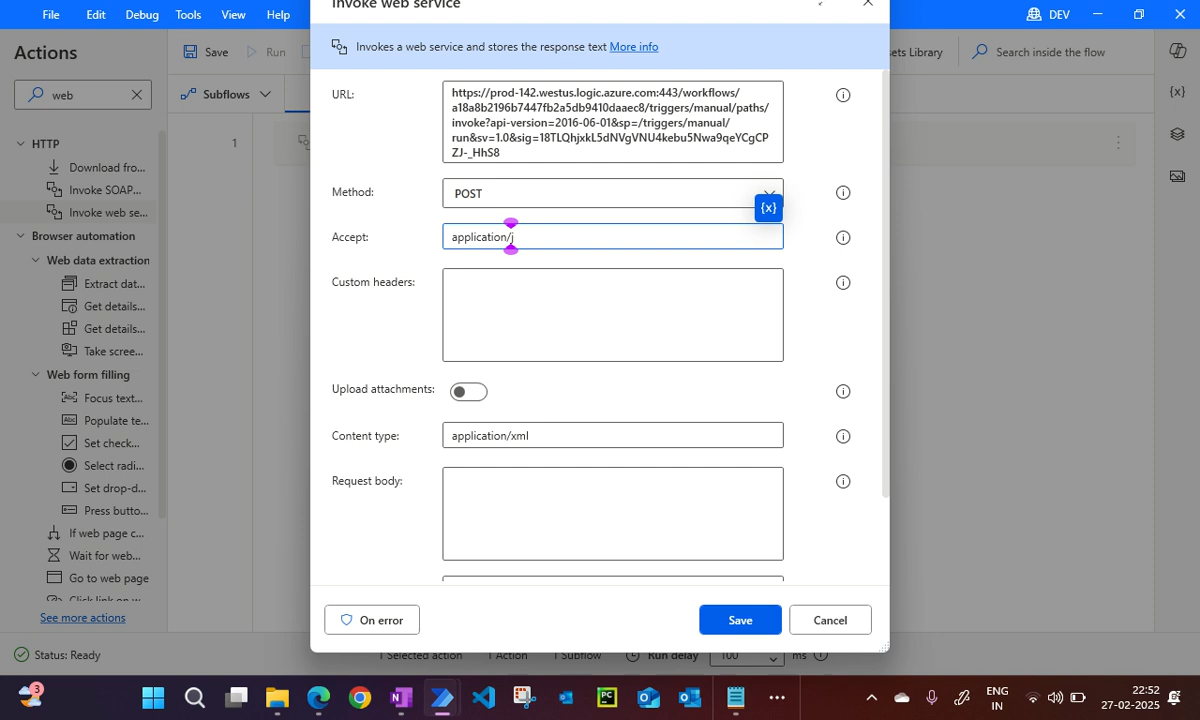 File Edit Debug Tools View Help
DEV
Invoke web service
Actions
Save Run
Invokes a web service and stores the response text More info
Search inside the flow
web
Subflows
URL:
https://prod-142.westus.logic.azure.com:443/workflows/
a18a8b2196b7447fb2a5db9410daaec8/triggers/manual/paths/
invoke?api-version=2016-06-01&sp=/triggers/manual/
run&sv=1.0&sig=18TLQhjxkL5dNVgVNU4kebu5Nwa9qeYCgCP
ZJ-_HhS8
1
HTTP
Download fro...
Invoke SOAP...
Invoke web se...
Method:
POST
{x}
Accept:
application/j
Browser automation
Web data extraction
Extract dat...
Get details...
Get details...
Take scree...
Custom headers:
Web form filling
Focus text...
Populate te...
Set check...
Select radi...
Set drop-d...
Press butto...
Upload attachments:
Content type:
application/xml
Request body:
If web page c...
Wait for web...
Go to web page
See more actions
On error
Save
Cancel
Status: Ready
1 Selected action
1 Action
1 Subflow
Run delay
100
ms
3
ENG
IN
22:52
27-02-2025